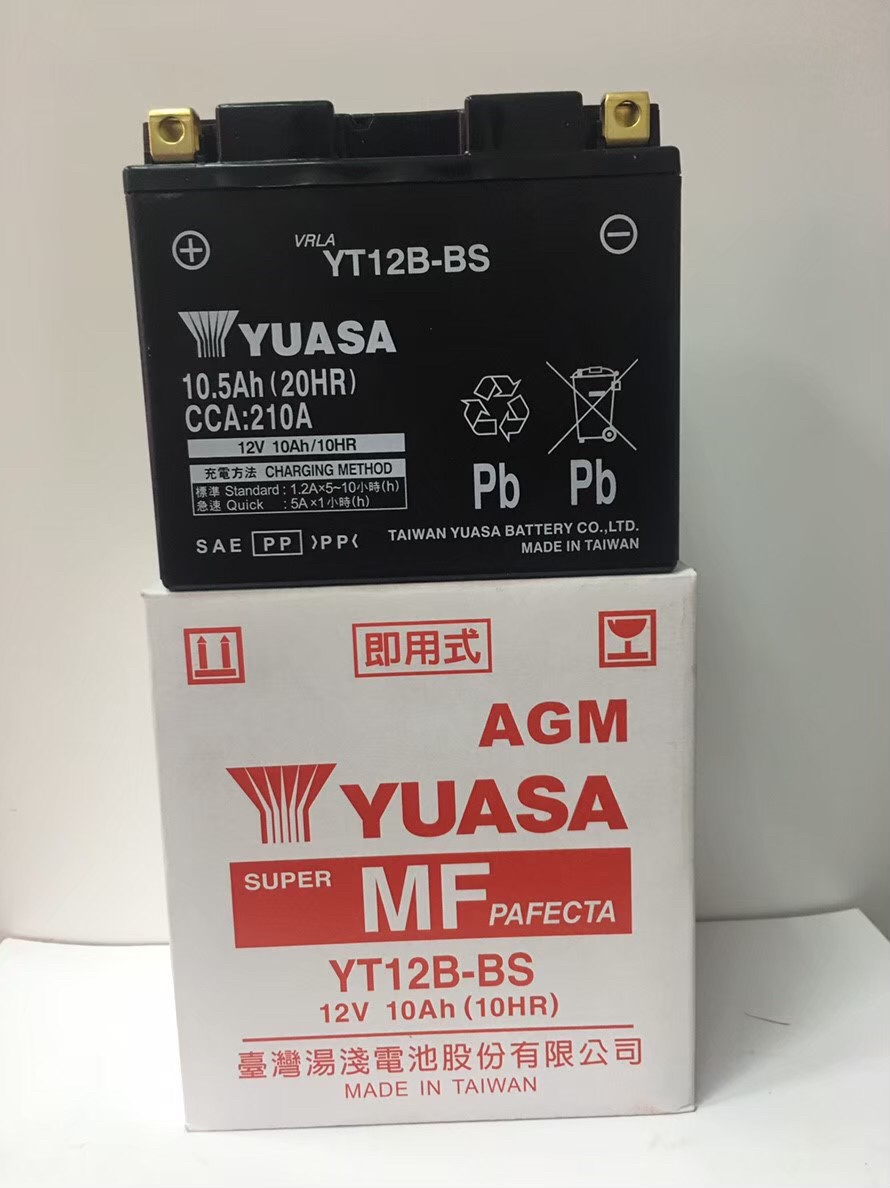 VRLA
YT12B-BS
YUASA
10.5Ah (20HR)
CCA:210A
12V 10Ah/10HR
充電方法 CHARGING METHOD
標準 Standard : 1.2A×5~10小時(h)
急速 Quick : 5A×1小時(h)
Pb Pb
SAE PP >PP<
TAIWAN YUASA BATTERY CO.,LTD.
MADE IN TAIWAN
即用式
AGM
YUASA
SUPER MF PAFECTA
YT12B-BS
12V 10Ah (10HR)
臺灣湯淺電池股份有限公司
MADE IN TAIWAN